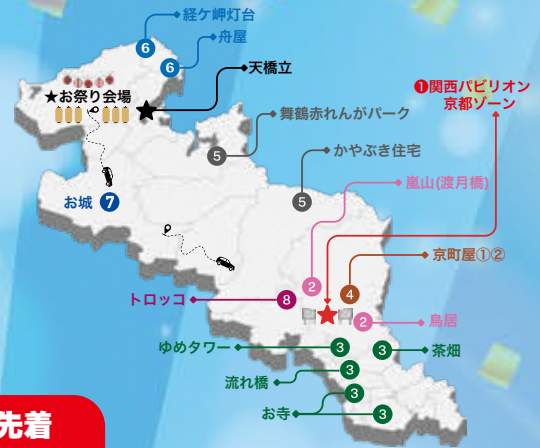 経ケ岬灯台
6
舟屋
6
天橋立
★お祭り会場
❶関西パビリオン
京都ゾーン
舞鶴赤れんがパーク
5
かやぶき住宅
5
嵐山(渡月橋)
2
お城 7
京町屋①②
4
トロッコ 8
2 鳥居
ゆめタワー 3
3 茶畑
流れ橋 3
お寺 3
3
先着